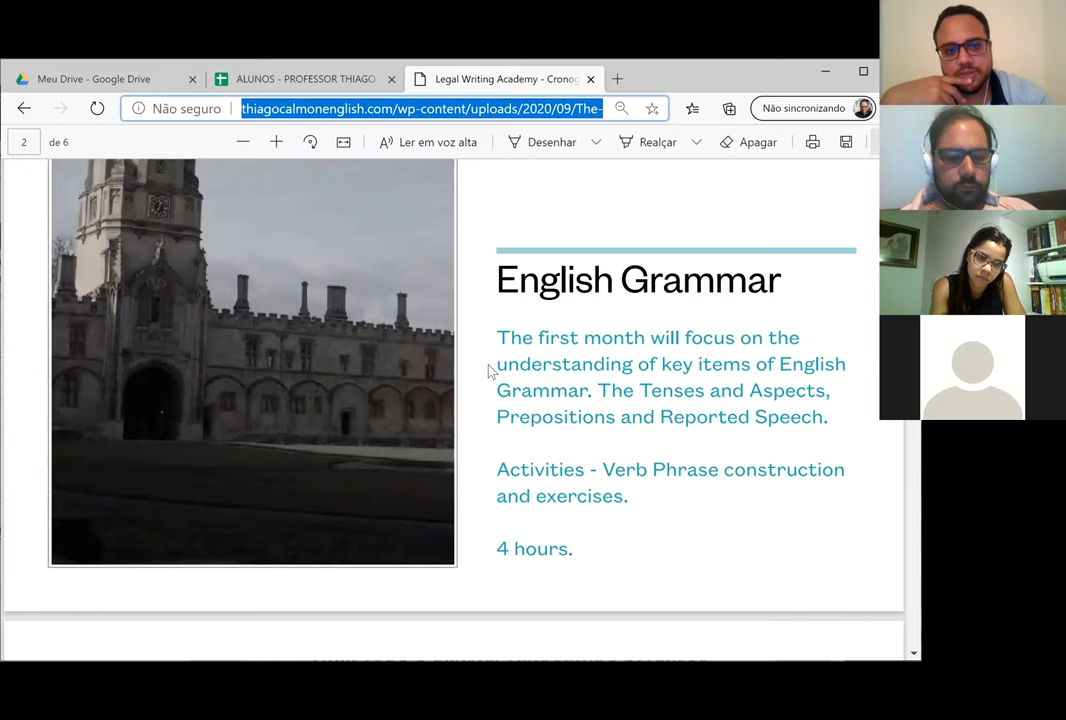 Meu Drive - Google Drive
ALUNOS - PROFESSOR THIAGO
Legal Writing Academy - Cronog
Não seguro
thiagocalmonenglish.com/wp-content/uploads/2020/09/The-
Não sincronizando
2 de 6
Ler em voz alta
Desenhar
Realçar
Apagar
English Grammar
The first month will focus on the
understanding of key items of English
Grammar. The Tenses and Aspects,
Prepositions and Reported Speech.
Activities - Verb Phrase construction
and exercises.
4 hours.